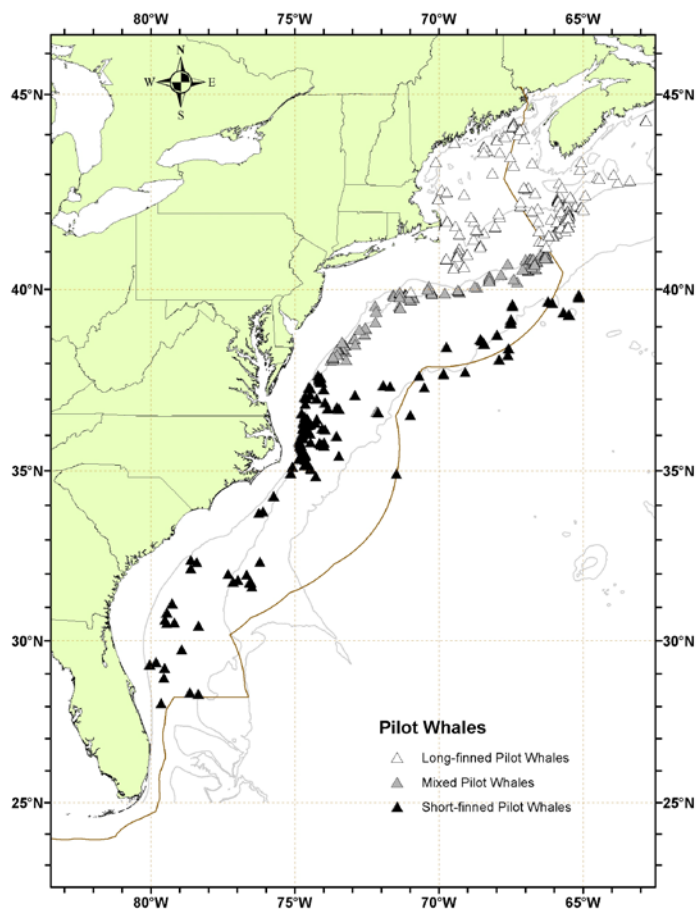 80°W 75°W 70°W 65°W
N
W E
S
45°N 45°N
40°N 40°N
35°N 35°N
30°N 30°N
Pilot Whales
Long-finned Pilot Whales
Mixed Pilot Whales
Short-finned Pilot Whales
25°N 25°N
80°W 75°W 70°W 65°W